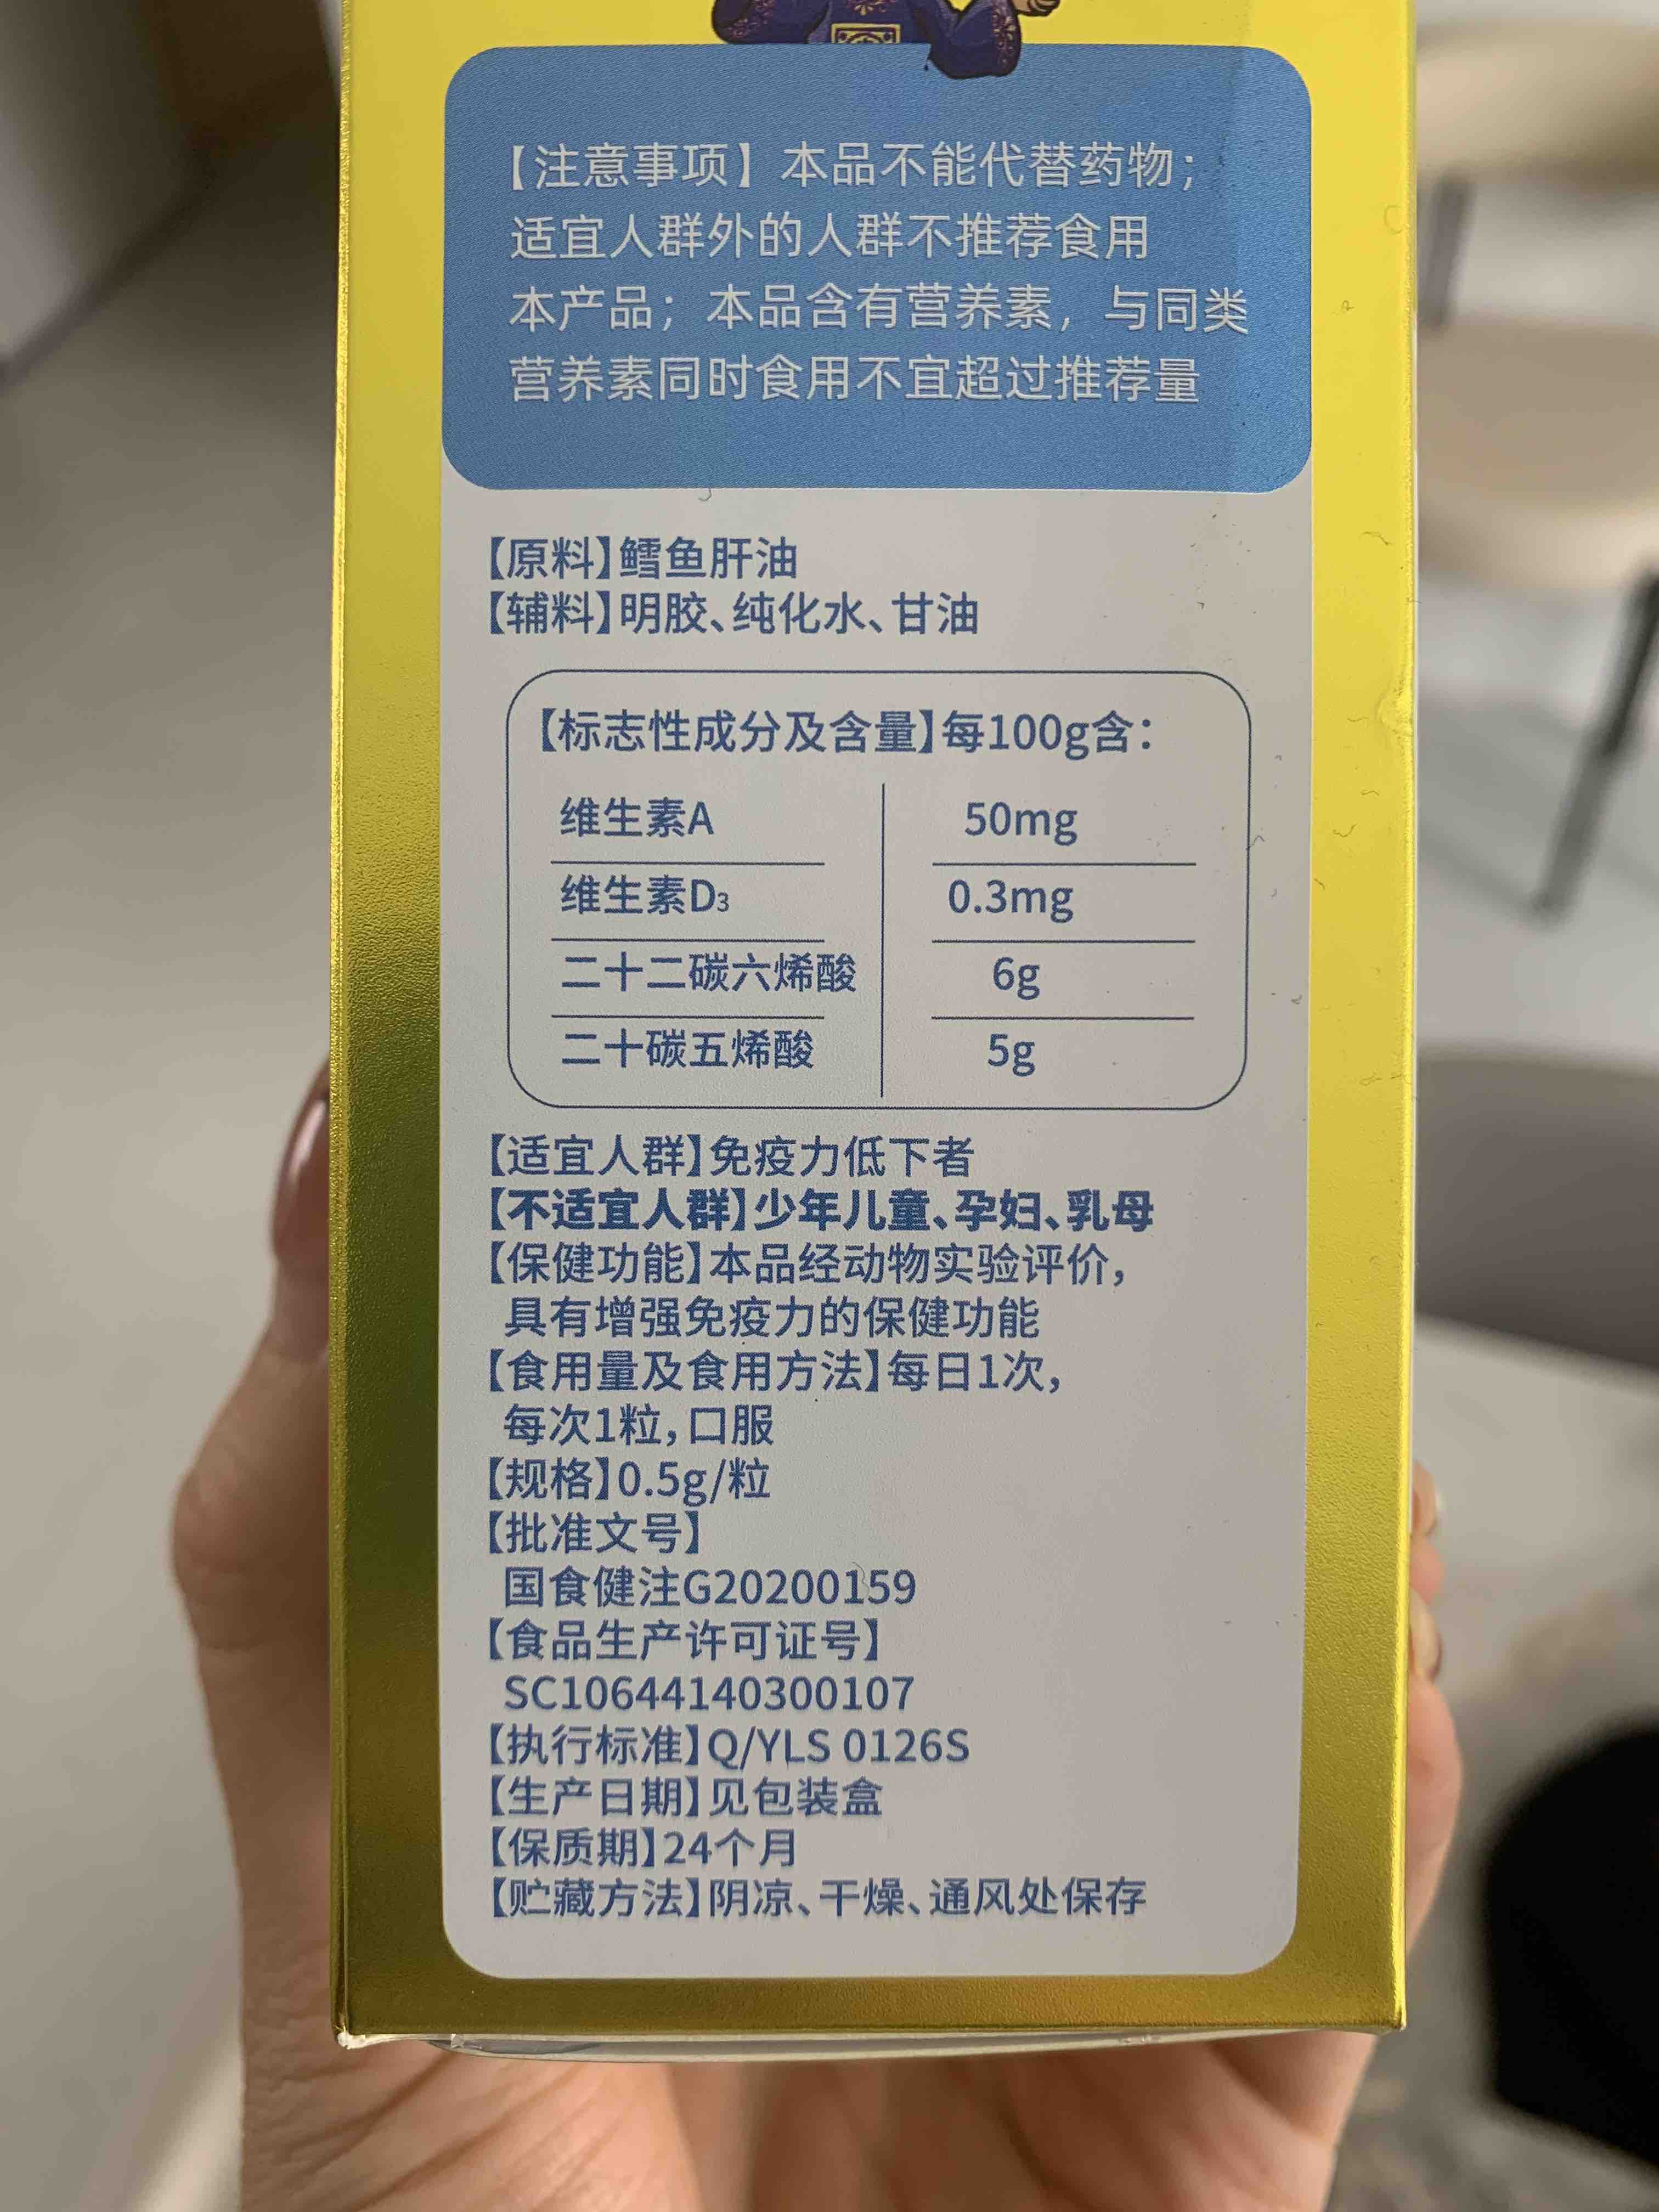 【注意事项】本品不能代替药物；
适宜人群外的人群不推荐食用
本产品；本品含有营养素，与同类
营养素同时食用不宜超过推荐量
【原料】鳕鱼肝油
【辅料】明胶、纯化水、甘油
【标志性成分及含量】每100g含：
维生素A 50mg
维生素D₃ 0.3mg
二十二碳六烯酸 6g
二十碳五烯酸 5g
【适宜人群】免疫力低下者
【不适宜人群】少年儿童、孕妇、乳母
【保健功能】本品经动物实验评价，
具有增强免疫力的保健功能
【食用量及食用方法】每日1次，
每次1粒，口服
【规格】0.5g/粒
【批准文号】
国食健注G20200159
【食品生产许可证号】
SC10644140300107
【执行标准】Q/YLS 0126S
【生产日期】见包装盒
【保质期】24个月
【贮藏方法】阴凉、干燥、通风处保存